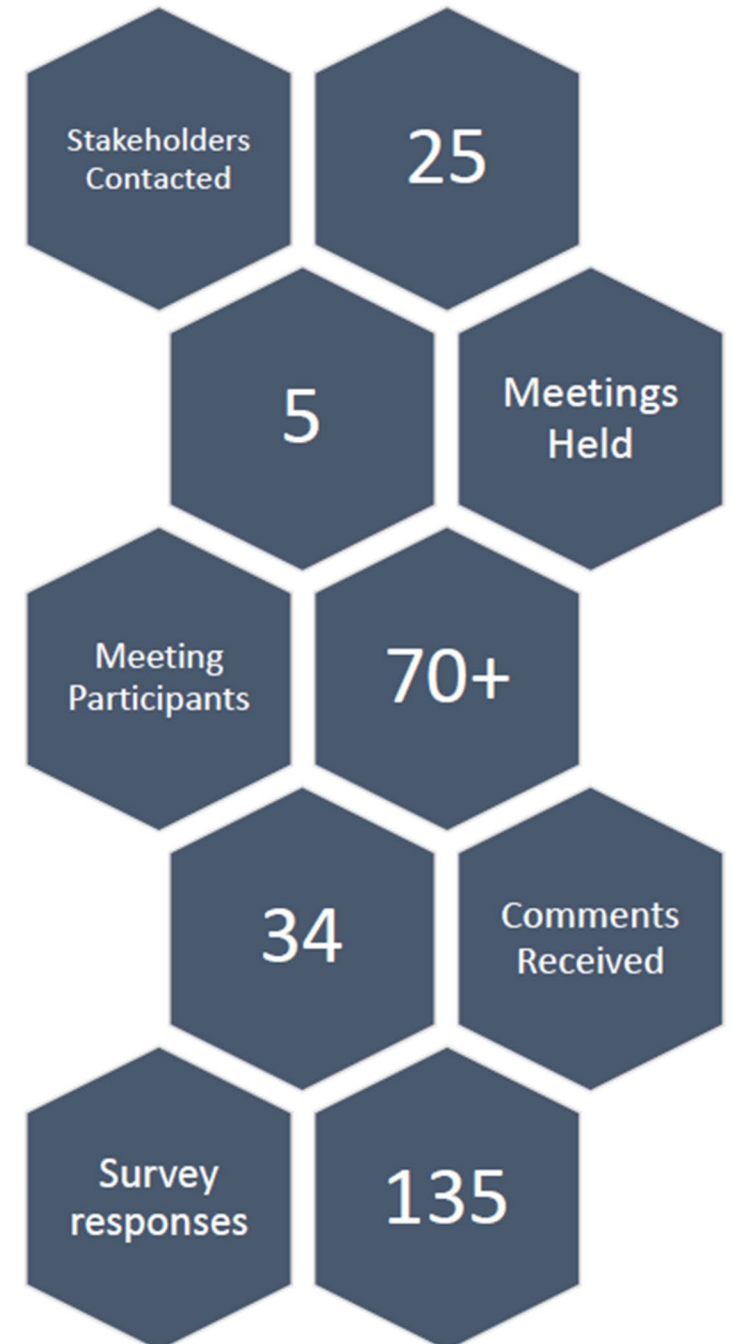 Stakeholders
Contacted
25
5
Meetings
Held
Meeting
Participants
70+
34
Comments
Received
Survey
responses
135